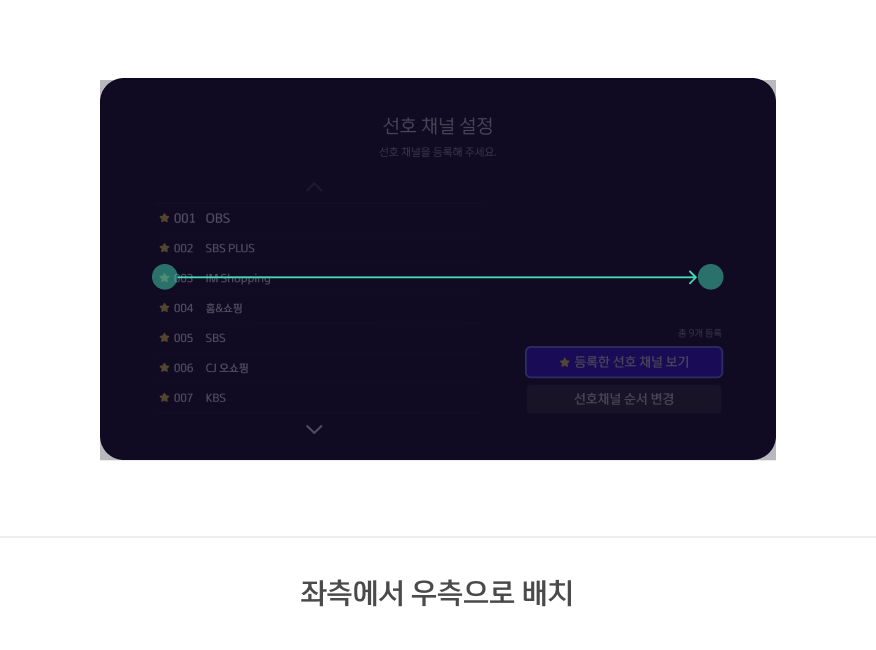 선호 채널 설정
선호 채널을 등록해 주세요.
001 OBS
002 SBS PLUS
003 IM Shopping
004 홈&쇼핑
005 SBS
006 CJ 오쇼핑
007 KBS
총 9개 등록
등록한 선호 채널 보기
선호채널 순서 변경
좌측에서 우측으로 배치